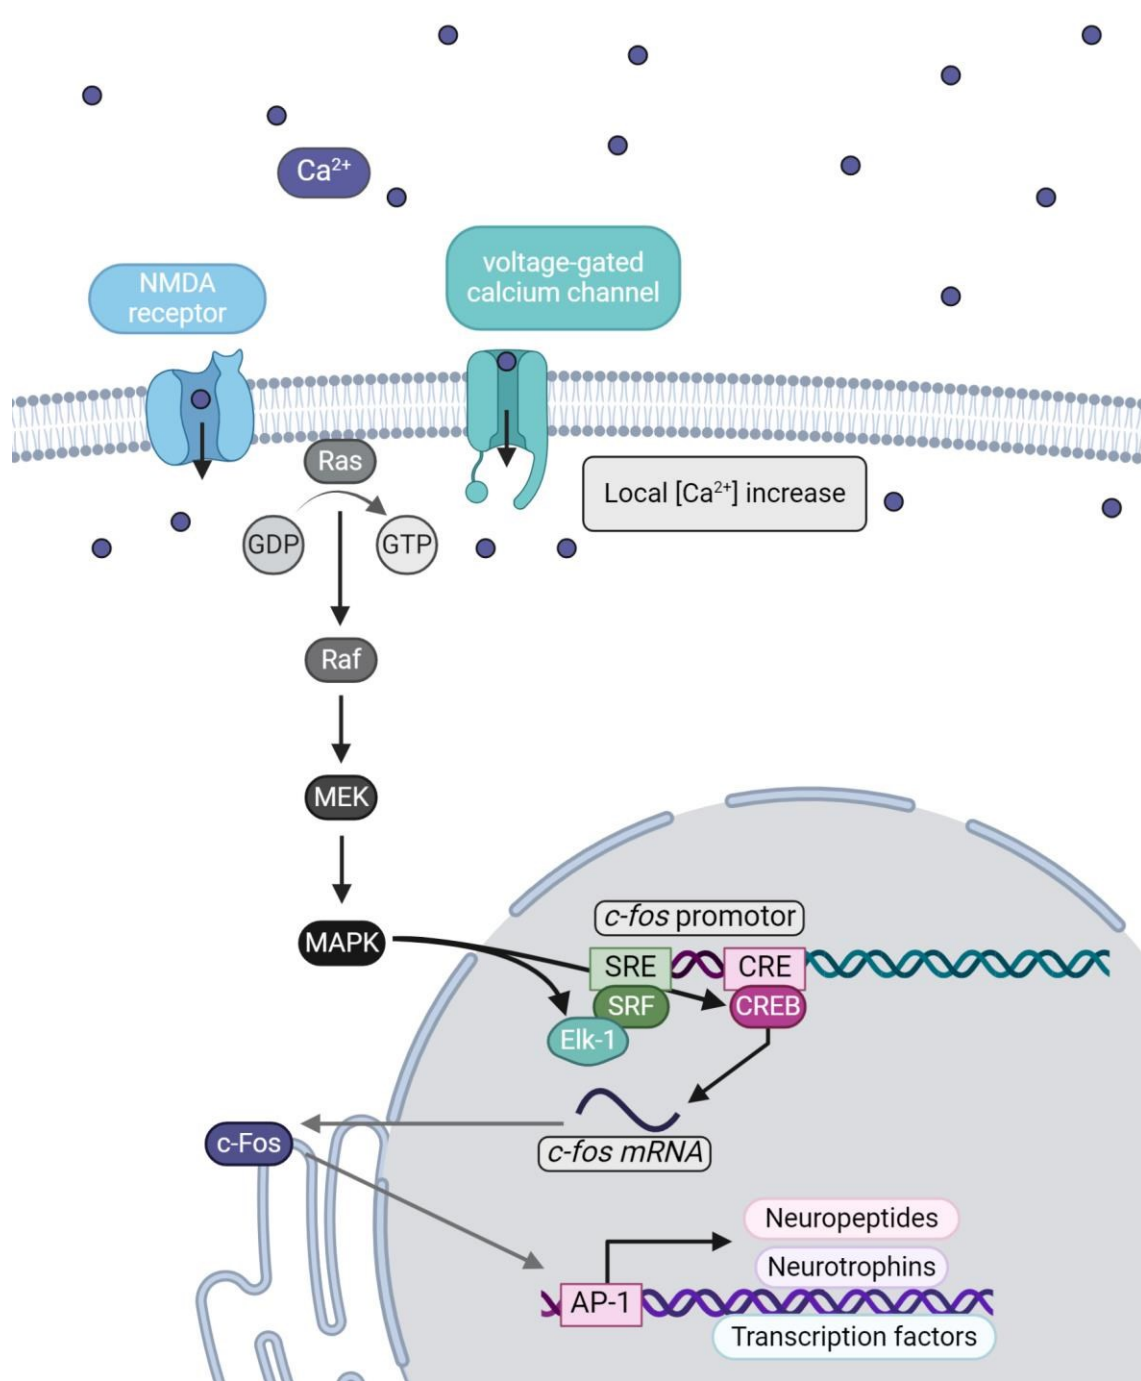 Ca²⁺
NMDA
receptor
voltage-gated
calcium channel
Ras
Local [Ca²⁺] increase
GDP
GTP
Raf
MEK
MAPK
c-fos promotor
SRE
CRE
SRF
CREB
Elk-1
c-Fos
c-fos mRNA
Neuropeptides
Neurotrophins
AP-1
Transcription factors